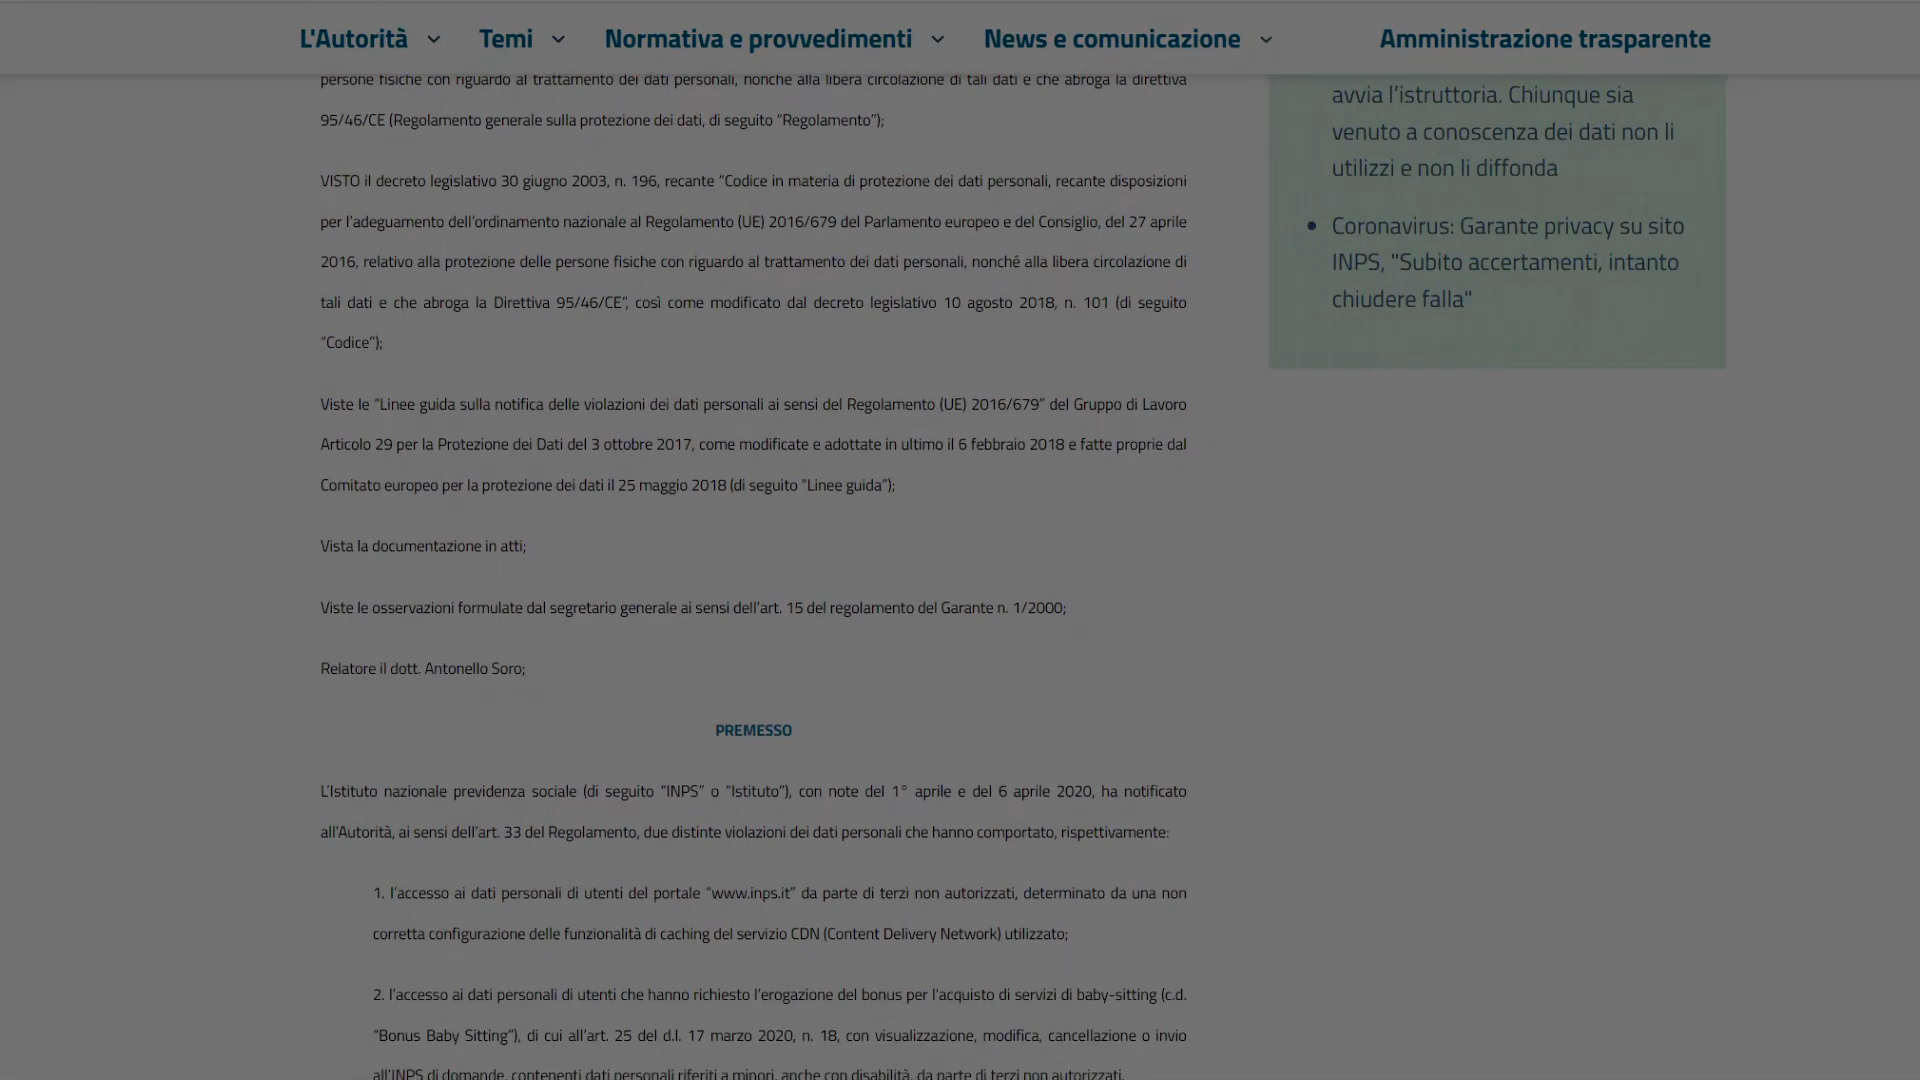 L'Autorità Temi Normativa e provvedimenti News e comunicazione Amministrazione trasparente
persone fisiche con riguardo al trattamento dei dati personali, nonché alla libera circolazione di tali dati e che abroga la direttiva
95/46/CE (Regolamento generale sulla protezione dei dati, di seguito “Regolamento”);
VISTO il decreto legislativo 30 giugno 2003, n. 196, recante “Codice in materia di protezione dei dati personali, recante disposizioni
per l’adeguamento dell’ordinamento nazionale al Regolamento (UE) 2016/679 del Parlamento europeo e del Consiglio, del 27 aprile
2016, relativo alla protezione delle persone fisiche con riguardo al trattamento dei dati personali, nonché alla libera circolazione di
tali dati e che abroga la Direttiva 95/46/CE”, così come modificato dal decreto legislativo 10 agosto 2018, n. 101 (di seguito
“Codice”);
Viste le “Linee guida sulla notifica delle violazioni dei dati personali ai sensi del Regolamento (UE) 2016/679” del Gruppo di Lavoro
Articolo 29 per la Protezione dei Dati del 3 ottobre 2017, come modificate e adottate in ultimo il 6 febbraio 2018 e fatte proprie dal
Comitato europeo per la protezione dei dati il 25 maggio 2018 (di seguito “Linee guida”);
Vista la documentazione in atti;
Viste le osservazioni formulate dal segretario generale ai sensi dell’art. 15 del regolamento del Garante n. 1/2000;
Relatore il dott. Antonello Soro;
PREMESSO
L’Istituto nazionale previdenza sociale (di seguito “INPS” o “Istituto”), con note del 1° aprile e del 6 aprile 2020, ha notificato
all’Autorità, ai sensi dell’art. 33 del Regolamento, due distinte violazioni dei dati personali che hanno comportato, rispettivamente:
1. l’accesso ai dati personali di utenti del portale “www.inps.it” da parte di terzi non autorizzati, determinato da una non
corretta configurazione delle funzionalità di caching del servizio CDN (Content Delivery Network) utilizzato;
2. l’accesso ai dati personali di utenti che hanno richiesto l’erogazione del bonus per l’acquisto di servizi di baby-sitting (c.d.
“Bonus Baby Sitting”), di cui all’art. 25 del d.l. 17 marzo 2020, n. 18, con visualizzazione, modifica, cancellazione o invio
all’INPS di domande, contenenti dati personali riferiti a minori, anche con disabilità, da parte di terzi non autorizzati.
avvia l’istruttoria. Chiunque sia
venuto a conoscenza dei dati non li
utilizzi e non li diffonda
• Coronavirus: Garante privacy su sito
INPS, "Subito accertamenti, intanto
chiudere falla"